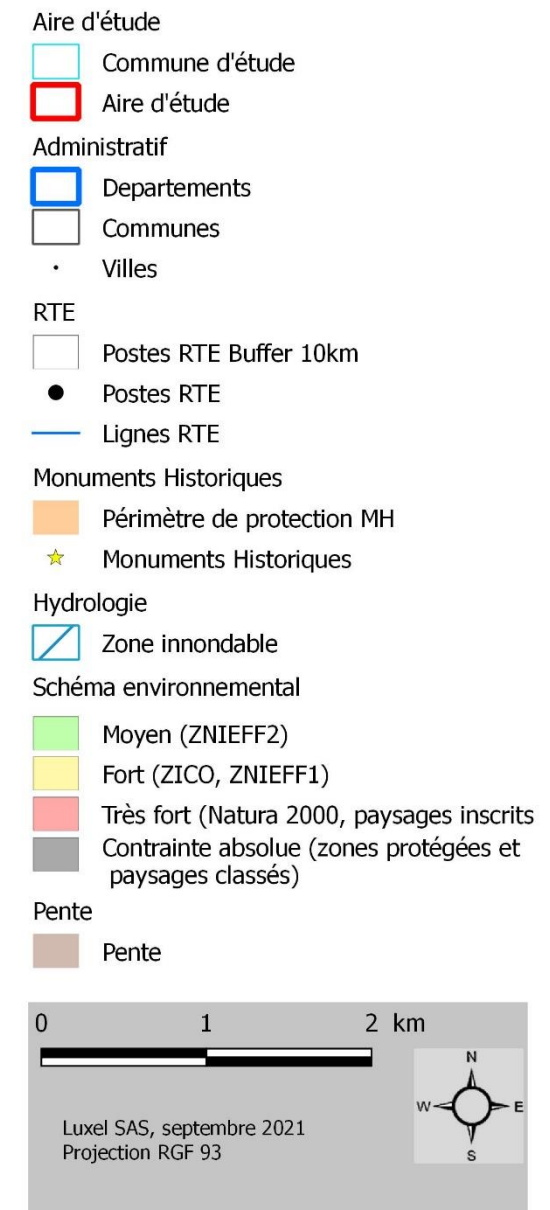 Aire d'étude
Commune d'étude
Aire d'étude
Administratif
Departements
Communes
Villes
RTE
Postes RTE Buffer 10km
Postes RTE
Lignes RTE
Monuments Historiques
Périmètre de protection MH
Monuments Historiques
Hydrologie
Zone innondable
Schéma environnemental
Moyen (ZNIEFF2)
Fort (ZICO, ZNIEFF1)
Très fort (Natura 2000, paysages inscrits
Contrainte absolue (zones protégées et
paysages classés)
Pente
Pente
0 1 2 km
N
W E
S
Luxel SAS, septembre 2021
Projection RGF 93